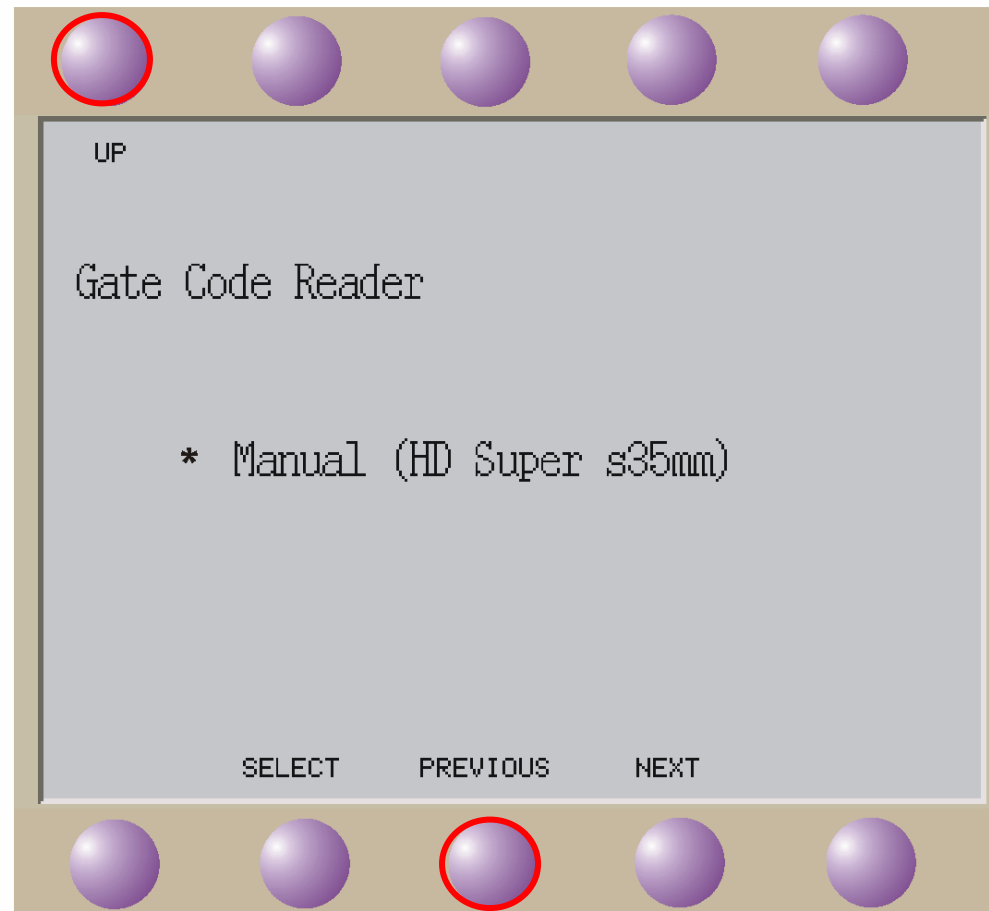 UP
Gate Code Reader
* Manual (HD Super s35mm)
SELECT PREVIOUS NEXT